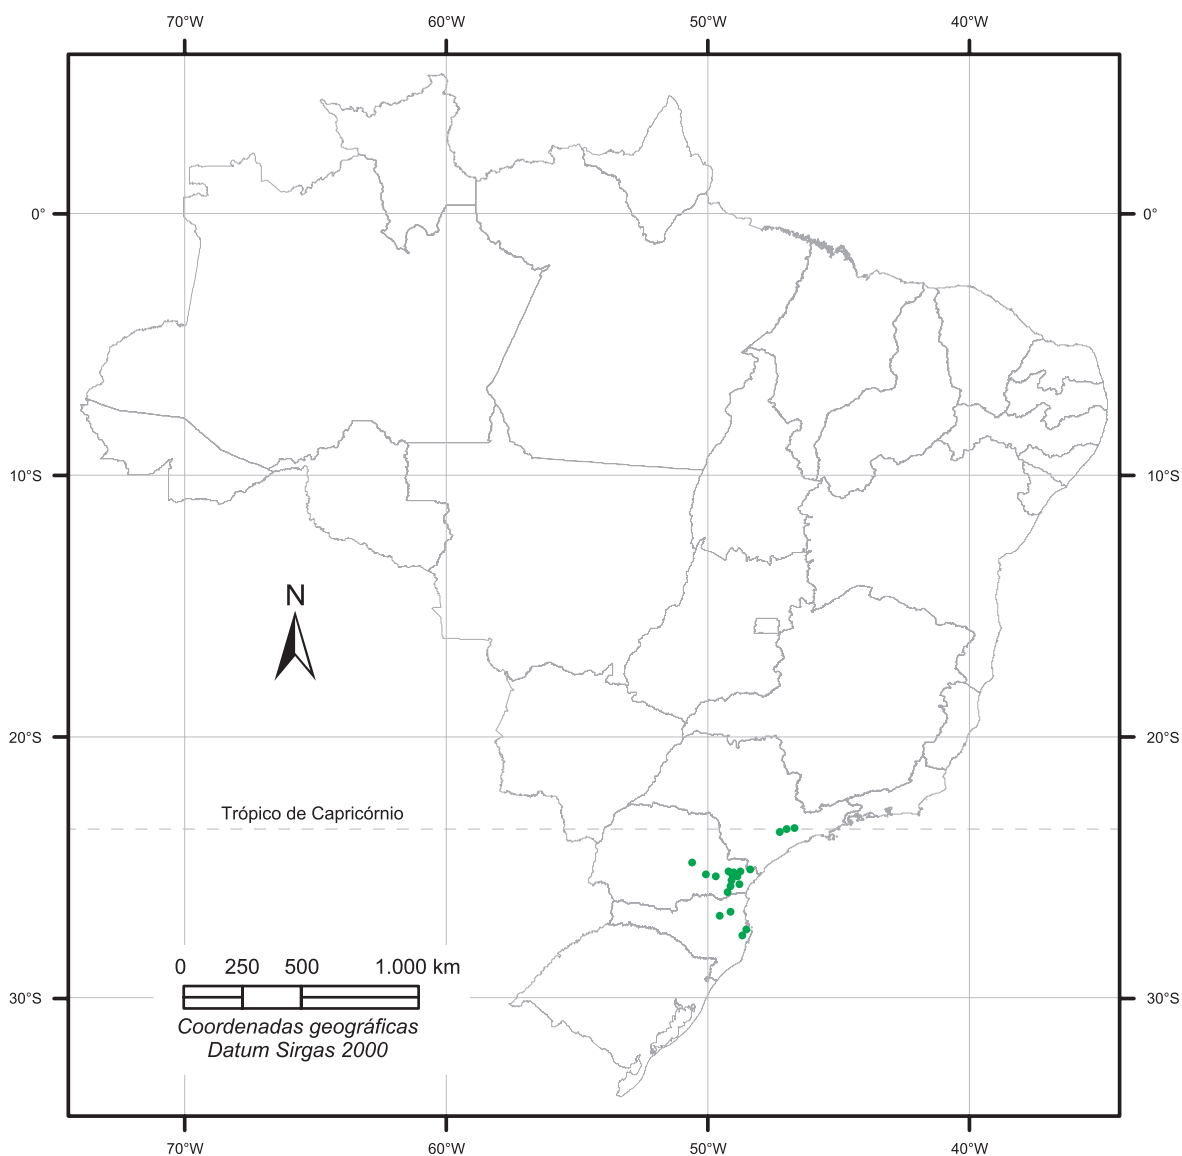 70°W 60°W 50°W 40°W
0° 0°
10°S 10°S
N
20°S 20°S
Trópico de Capricórnio
0 250 500 1.000 km
30°S 30°S
Coordenadas geográficas
Datum Sirgas 2000
70°W 60°W 50°W 40°W